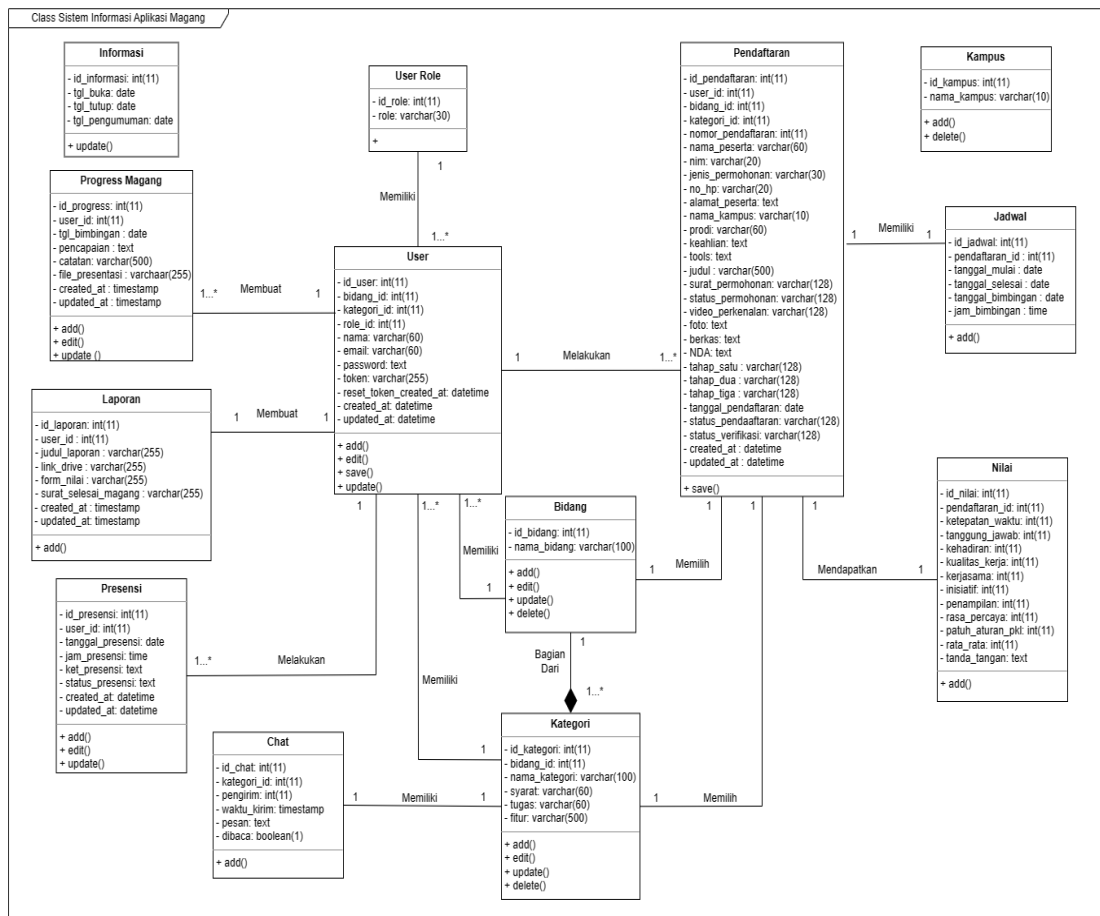 Class Sistem Informasi Aplikasi Magang
Informasi
- id_informasi: int(11)
- tgl_buka: date
- tgl_tutup: date
- tgl_pengumuman: date
+ update()
User Role
- id_role: int(11)
- role: varchar(30)
+
Pendaftaran
- id_pendaftaran: int(11)
- user_id: int(11)
- bidang_id: int(11)
- kategori_id: int(11)
- nomor_pendaftaran: int(11)
- nama_peserta: varchar(60)
- nim: varchar(20)
- jenis_permohonan: varchar(30)
- no_hp: varchar(20)
- alamat_peserta: text
- nama_kampus: varchar(10)
- prodi: varchar(60)
- keahlian: text
- tools: text
- judul : varchar(500)
- surat_permohonan: varchar(128)
- status_permohonan: varchar(128)
- video_perkenalan: varchar(128)
- foto: text
- berkas: text
- NDA: text
- tahap_satu : varchar(128)
- tahap_dua : varchar(128)
- tahap_tiga : varchar(128)
- tanggal_pendaftaran: date
- status_pendaaftaran: varchar(128)
- status_verifikasi: varchar(128)
- created_at : datetime
- updated_at : datetime
+ save()
Kampus
- id_kampus: int(11)
- nama_kampus: varchar(10)
+ add()
+ delete()
Progress Magang
- id_progress: int(11)
- user_id: int(11)
- tgl_bimbingan : date
- pencapaian : text
- catatan: varchar(500)
- file_presentasi : varchaar(255)
- created_at : timestamp
- updated_at : timestamp
+ add()
+ edit()
+ update ()
1
Memiliki
1...*
User
- id_user: int(11)
- bidang_id: int(11)
- kategori_id: int(11)
- role_id: int(11)
- nama: varchar(60)
- email: varchar(60)
- password: text
- token: varchar(255)
- reset_token_created_at: datetime
- created_at: datetime
- updated_at: datetime
+ add()
+ edit()
+ save()
+ update()
1 Memiliki 1
Jadwal
- id_jadwal: int(11)
- pendaftaran_id : int(11)
- tanggal_mulai : date
- tanggal_selesai : date
- tanggal_bimbingan : date
- jam_bimbingan : time
+ add()
1...* Membuat 1
1 Melakukan 1...*
Laporan
- id_laporan: int(11)
- user_id : int(11)
- judul_laporan : varchar(255)
- link_drive : varchar(255)
- form_nilai : varchar(255)
- surat_selesai_magang : varchar(255)
- created_at : timestamp
- updated_at: timestamp
+ add()
1 Membuat 1
Nilai
- id_nilai: int(11)
- pendaftaran_id: int(11)
- ketepatan_waktu: int(11)
- tanggung_jawab: int(11)
- kehadiran: int(11)
- kualitas_kerja: int(11)
- kerjasama: int(11)
- inisiatif: int(11)
- penampilan: int(11)
- rasa_percaya: int(11)
- patuh_aturan_pkl: int(11)
- rata_rata: int(11)
- tanda_tangan: text
+ add()
1 1...* 1...*
1 1 1
Bidang
- id_bidang: int(11)
- nama_bidang: varchar(100)
+ add()
+ edit()
+ update()
+ delete()
Memiliki
1
1 Memilih
Mendapatkan 1
Presensi
- id_presensi: int(11)
- user_id: int(11)
- tanggal_presensi: date
- jam_presensi: time
- ket_presensi: text
- status_presensi: text
- created_at: datetime
- updated_at: datetime
+ add()
+ edit()
+ update()
1...* Melakukan
Memiliki
1
Bagian
Dari
1...*
Kategori
- id_kategori: int(11)
- bidang_id: int(11)
- nama_kategori: varchar(100)
- syarat: varchar(60)
- tugas: varchar(60)
- fitur: varchar(500)
+ add()
+ edit()
+ update()
+ delete()
1
Chat
- id_chat: int(11)
- kategori_id: int(11)
- pengirim: int(11)
- waktu_kirim: timestamp
- pesan: text
- dibaca: boolean(1)
+ add()
1 Memiliki 1
1 Memilih